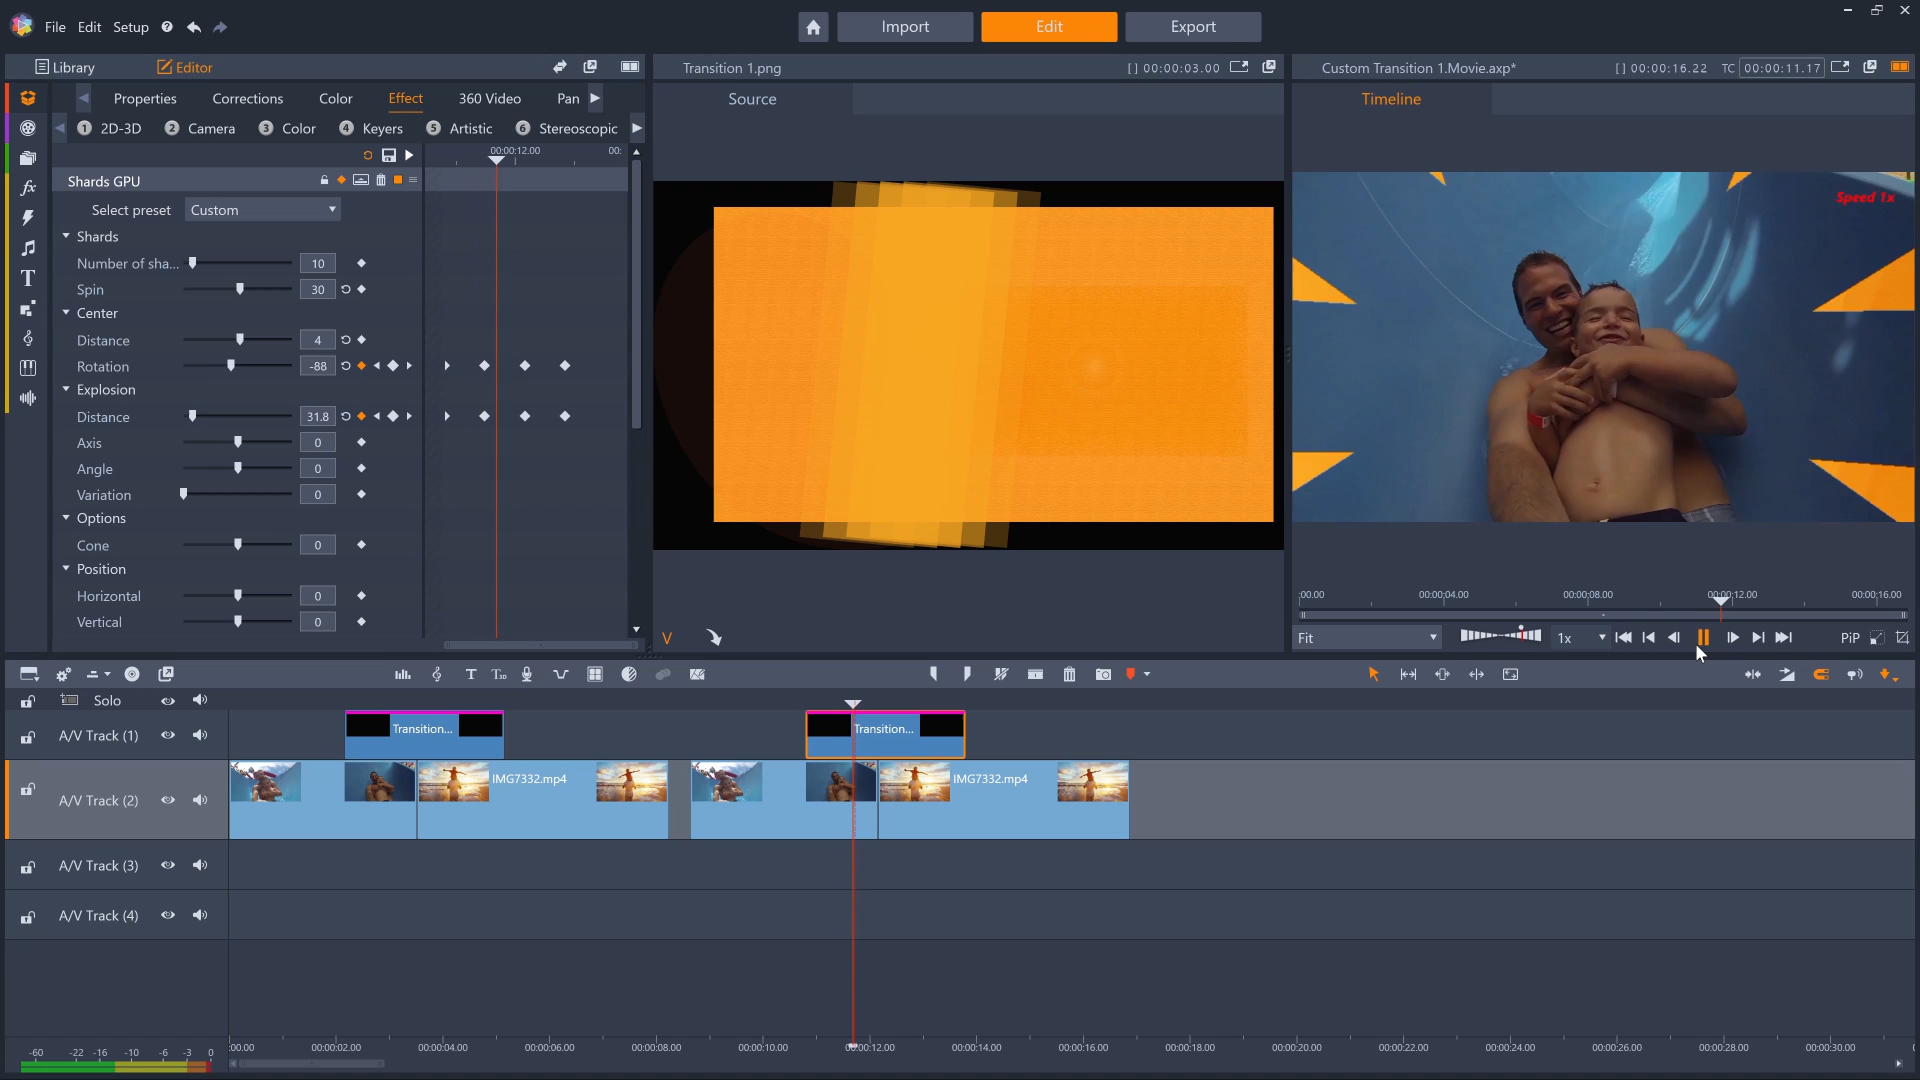 File Edit Setup ?
Import Edit Export
Library Editor
Transition 1.png [] 00:00:03.00
Custom Transition 1.Movie.axp* [] 00:00:16.22 TC 00:00:11.17
Properties Corrections Color Effect 360 Video Pan
Source
Timeline
1 2D-3D 2 Camera 3 Color 4 Keyers 5 Artistic 6 Stereoscopic
00:00:12.00 00:
Shards GPU
Select preset Custom
Speed 1x
Shards
Number of sha... 10
Spin 30
Center
Distance 4
Rotation -88
Explosion
Distance 31.8
Axis 0
Angle 0
Variation 0
Options
Cone 0
Position
Horizontal 0
Vertical 0
:00.00 00:00:04.00 00:00:08.00 00:00:12.00 00:00:16.00
V
Fit 1x PiP
T T3D
Solo
A/V Track (1) Transition... Transition...
A/V Track (2) IMG7332.mp4 IMG7332.mp4
A/V Track (3)
A/V Track (4)
-60 -22 -16 -10 -6 -3 0
:00.00 00:00:02.00 00:00:04.00 00:00:06.00 00:00:08.00 00:00:10.00 00:00:12.00 00:00:14.00 00:00:16.00 00:00:18.00 00:00:20.00 00:00:22.00 00:00:24.00 00:00:26.00 00:00:28.00 00:00:30.00